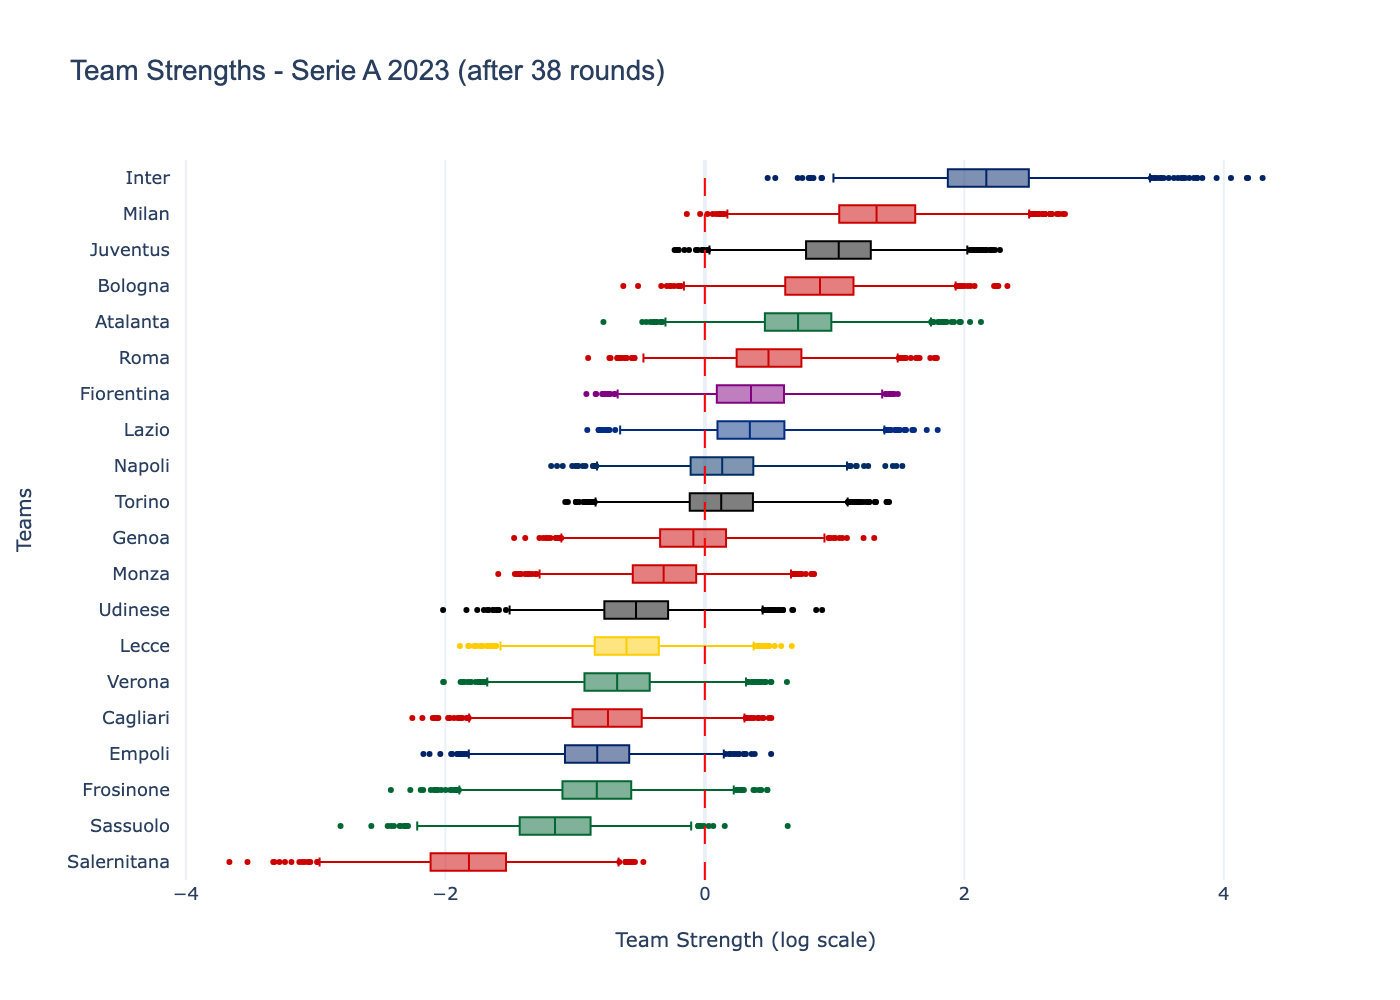 Team Strengths - Serie A 2023 (after 38 rounds)
Teams
Inter
Milan
Juventus
Bologna
Atalanta
Roma
Fiorentina
Lazio
Napoli
Torino
Genoa
Monza
Udinese
Lecce
Verona
Cagliari
Empoli
Frosinone
Sassuolo
Salernitana
−4 −2 0 2 4
Team Strength (log scale)